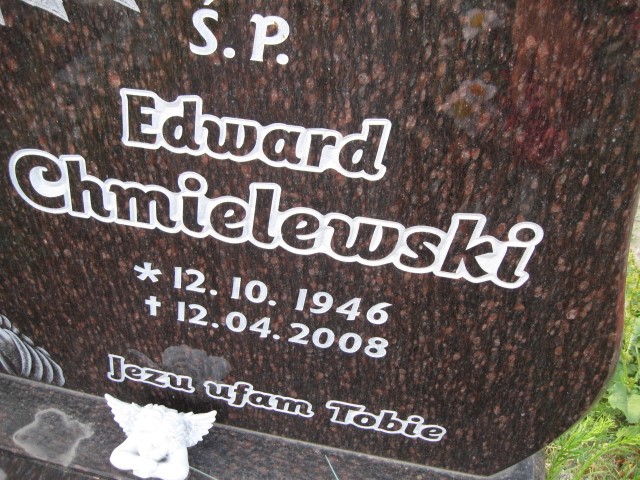 Ś. P.
Edward
Chmielewski
* 12. 10. 1946
† 12. 04. 2008
Jezu ufam Tobie